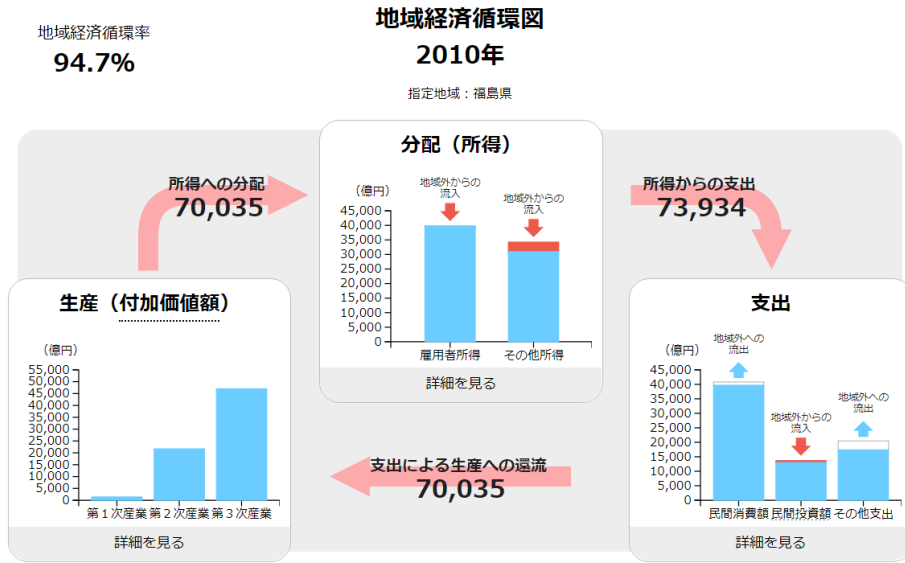 地域経済循環図
2010年
指定地域：福島県
地域経済循環率
94.7%
所得への分配
70,035
分配（所得）
（億円）
地域外からの
流入
地域外からの
流入
45,000
40,000
35,000
30,000
25,000
20,000
15,000
10,000
5,000
0
雇用者所得
その他所得
詳細を見る
所得からの支出
73,934
生産（付加価値額）
（億円）
55,000
50,000
45,000
40,000
35,000
30,000
25,000
20,000
15,000
10,000
5,000
0
第１次産業
第２次産業
第３次産業
詳細を見る
支出による生産への還流
70,035
支出
（億円）
地域外への
流出
地域外からの
流入
地域外への
流出
45,000
40,000
35,000
30,000
25,000
20,000
15,000
10,000
5,000
0
民間消費額
民間投資額
その他支出
詳細を見る